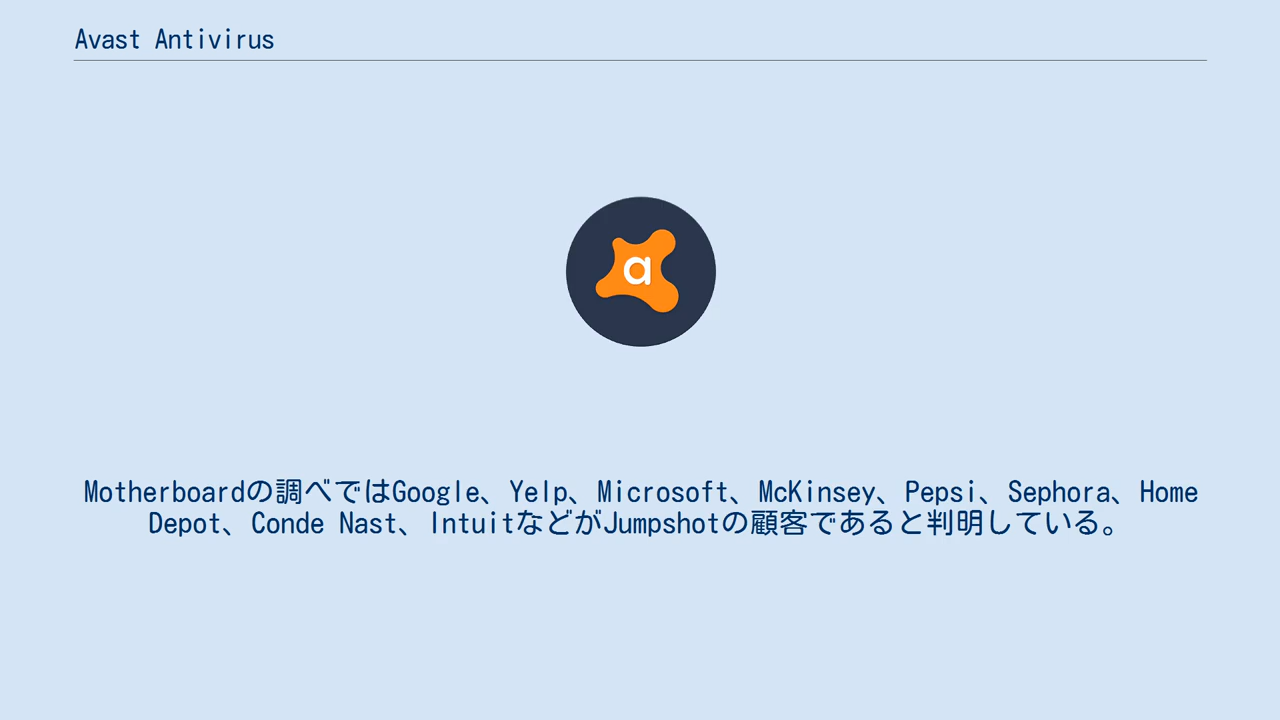 Avast Antivirus
a
Motherboardの調べではGoogle、Yelp、Microsoft、McKinsey、Pepsi、Sephora、Home
Depot、Conde Nast、IntuitなどがJumpshotの顧客であると判明している。